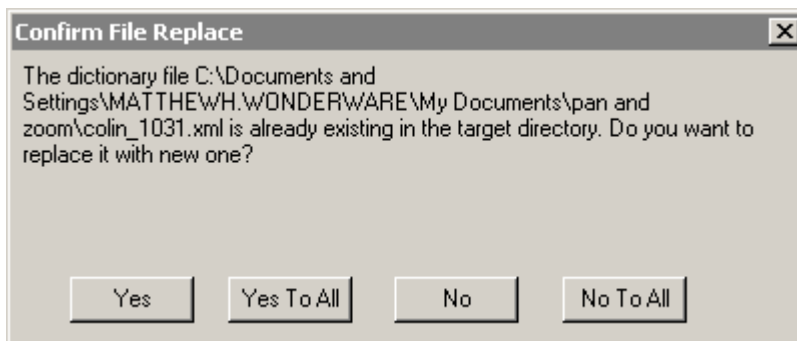 Confirm File Replace
The dictionary file C:\Documents and
Settings\MATTHEWH.WONDERWARE\My Documents\pan and
zoom\colin_1031.xml is already existing in the target directory. Do you want to
replace it with new one?
Yes
Yes To All
No
No To All